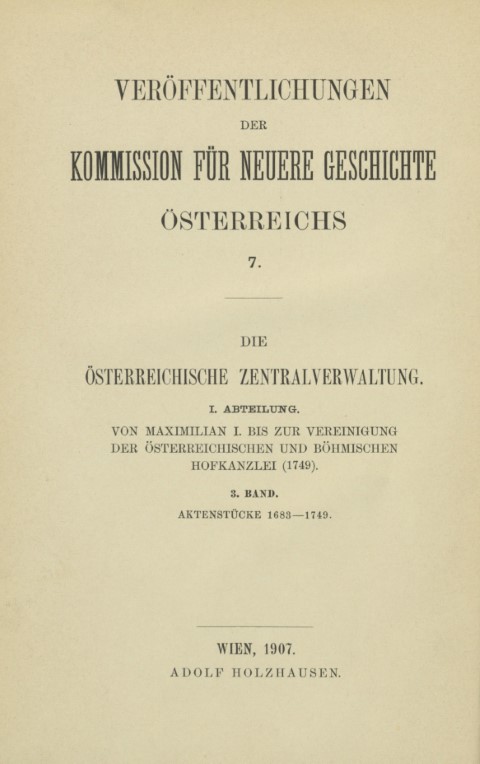 VERÖFFENTLICHUNGEN
DER
KOMMISSION FÜR NEUERE GESCHICHTE
ÖSTERREICHS
7.
DIE
ÖSTERREICHISCHE ZENTRALVERWALTUNG.
I. ABTEILUNG.
VON MAXIMILIAN I. BIS ZUR VEREINIGUNG
DER ÖSTERREICHISCHEN UND BÖHMISCHEN
HOFKANZLEI (1749).
3. BAND.
AKTENSTÜCKE 1683—1749.
WIEN, 1907.
ADOLF HOLZHAUSEN.